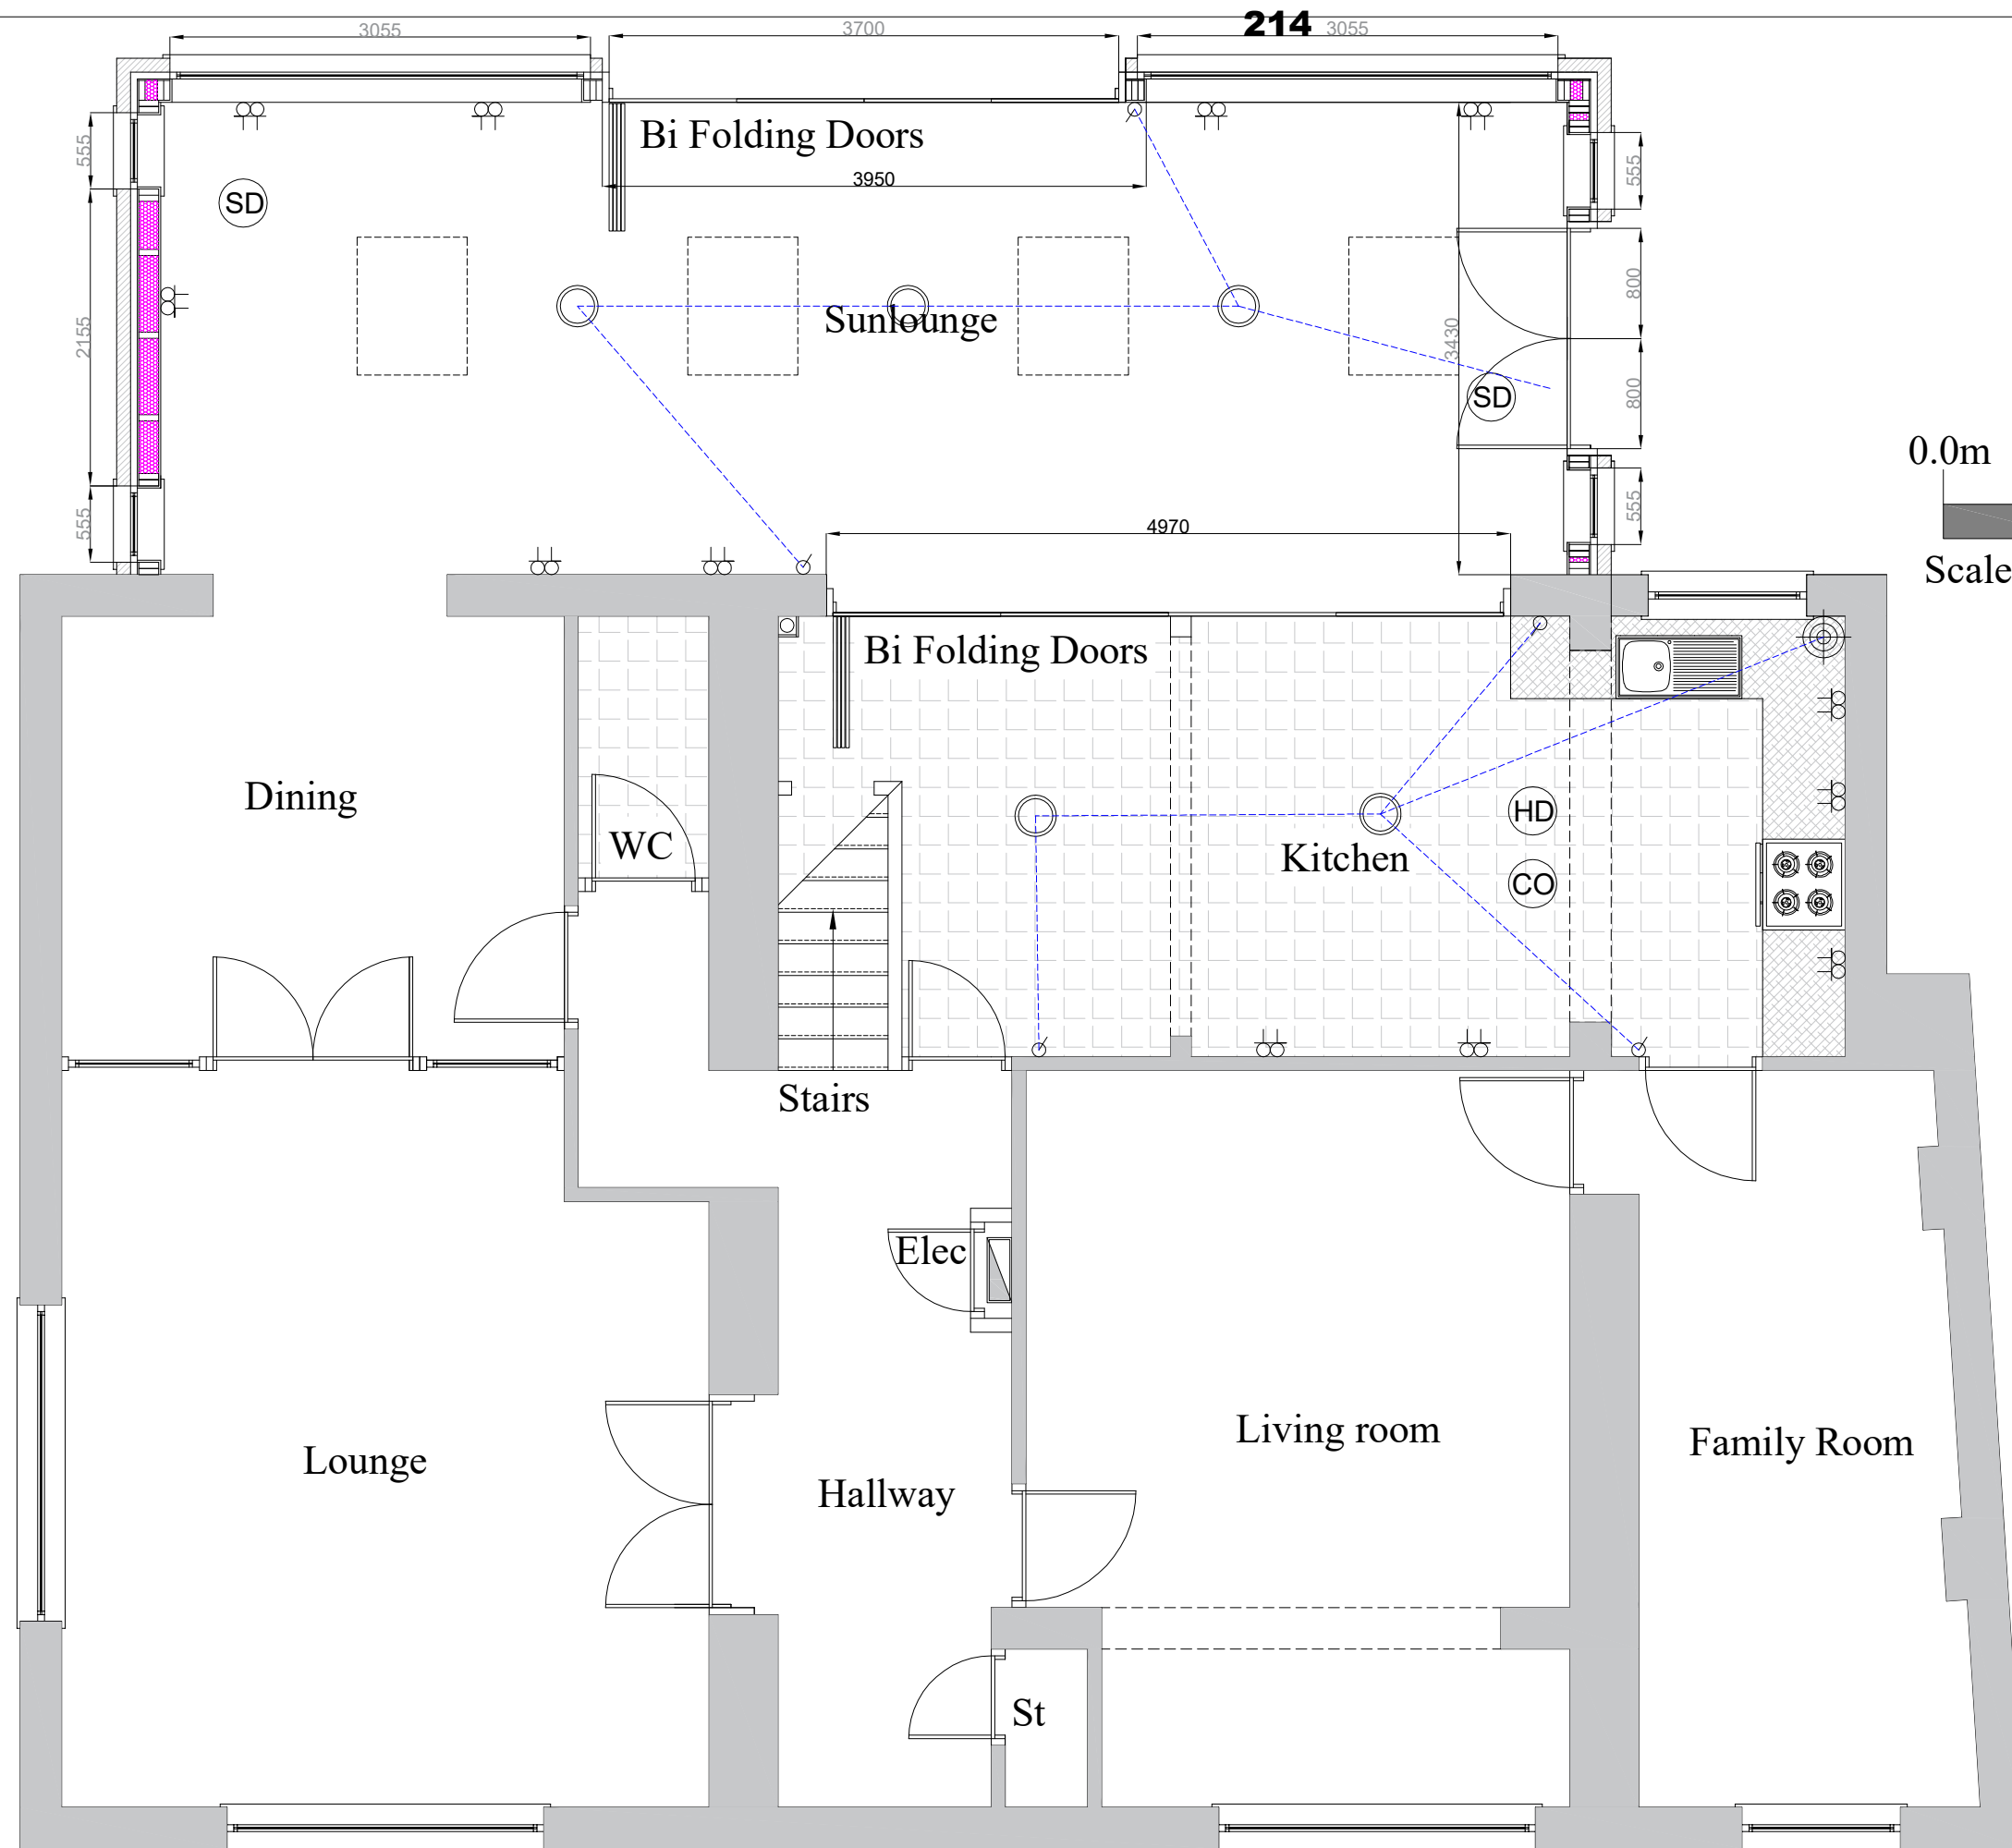 214
3055
3700
3055
Bi Folding Doors
3950
555
555
SD
800
Sunlounge
2155
3430
800
SD
0.0m
4970
555
555
Scale
Bi Folding Doors
Dining
WC
HD
Kitchen
CO
Stairs
Elec
Living room
Family Room
Lounge
Hallway
St